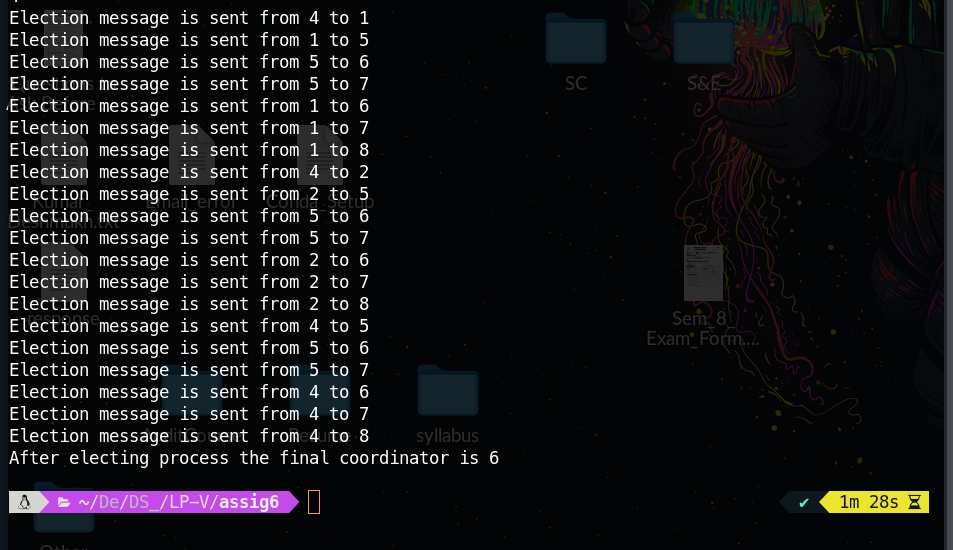 Election message is sent from 4 to 1
Election message is sent from 1 to 5
Election message is sent from 5 to 6
Election message is sent from 5 to 7
Election message is sent from 1 to 6
Election message is sent from 1 to 7
Election message is sent from 1 to 8
Election message is sent from 4 to 2
Election message is sent from 2 to 5
Election message is sent from 5 to 6
Election message is sent from 5 to 7
Election message is sent from 2 to 6
Election message is sent from 2 to 7
Election message is sent from 2 to 8
Election message is sent from 4 to 5
Election message is sent from 5 to 6
Election message is sent from 5 to 7
Election message is sent from 4 to 6
Election message is sent from 4 to 7
Election message is sent from 4 to 8
After electing process the final coordinator is 6
~/De/DS_/LP-V/assig6
✔ 1m 28s
SC
S&E
Kumar_
Deshmukh.txt
Email_error
Conda_Setup
response
Sem_8_
Exam_Form....
syllabus
Other